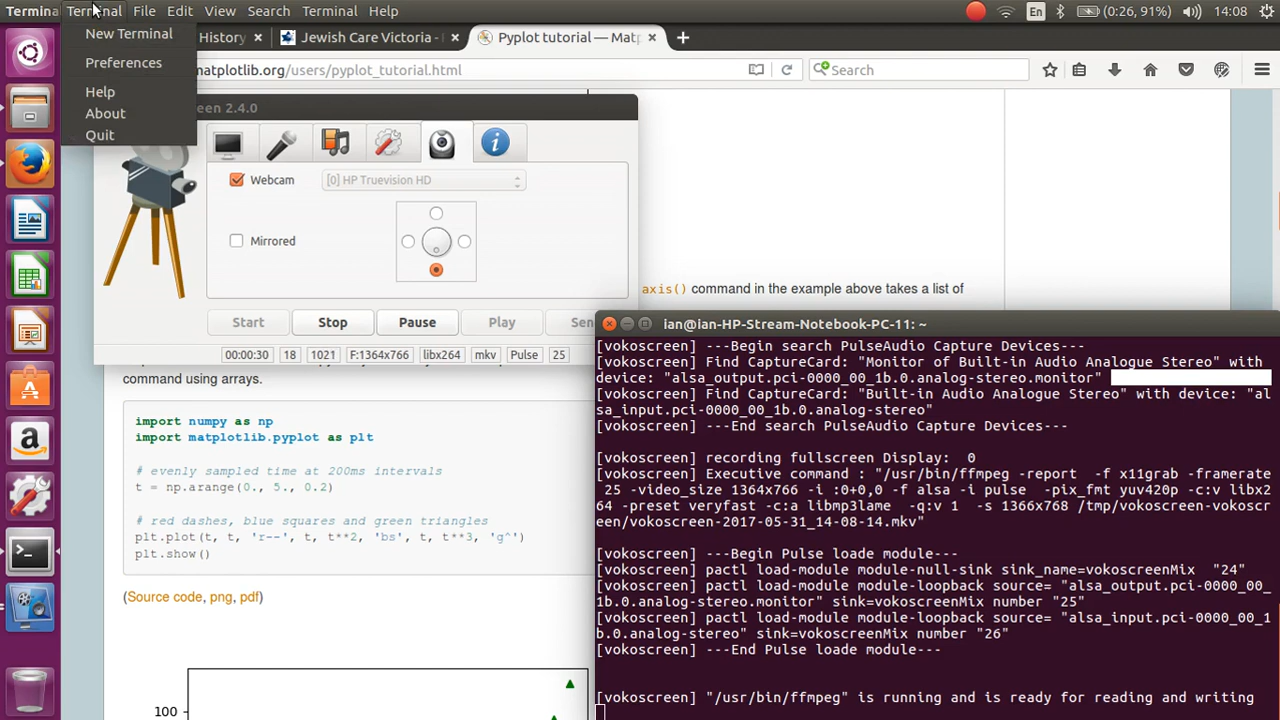 Termina Terminal File Edit View Search Terminal Help En (0:26, 91%) 14:08
New Terminal
Preferences
Help
About
Quit
History
Jewish Care Victoria -
Pyplot tutorial — Matp
matplotlib.org/users/pyplot_tutorial.html
Search
een 2.4.0
Webcam [0] HP Truevision HD
Mirrored
Start Stop Pause Play Sen
00:00:30 18 1021 F:1364x766 libx264 mkv Pulse 25
axis() command in the example above takes a list of
command using arrays.
import numpy as np
import matplotlib.pyplot as plt
# evenly sampled time at 200ms intervals
t = np.arange(0., 5., 0.2)
# red dashes, blue squares and green triangles
plt.plot(t, t, 'r--', t, t**2, 'bs', t, t**3, 'g^')
plt.show()
(Source code, png, pdf)
100
ian@ian-HP-Stream-Notebook-PC-11: ~
[vokoscreen] ---Begin search PulseAudio Capture Devices---
[vokoscreen] Find CaptureCard: "Monitor of Built-in Audio Analogue Stereo" with
device: "alsa_output.pci-0000_00_1b.0.analog-stereo.monitor"
[vokoscreen] Find CaptureCard: "Built-in Audio Analogue Stereo" with device: "al
sa_input.pci-0000_00_1b.0.analog-stereo"
[vokoscreen] ---End search PulseAudio Capture Devices---
[vokoscreen] recording fullscreen Display:  0
[vokoscreen] Executive command : "/usr/bin/ffmpeg -report  -f x11grab -framerate
25 -video_size 1364x766 -i :0+0,0 -f alsa -i pulse  -pix_fmt yuv420p -c:v libx2
64 -preset veryfast -c:a libmp3lame  -q:v 1  -s 1366x768 /tmp/vokoscreen-vokoscr
een/vokoscreen-2017-05-31_14-08-14.mkv"
[vokoscreen] ---Begin Pulse loade module---
[vokoscreen] pactl load-module module-null-sink sink_name=vokoscreenMix  "24"
[vokoscreen] pactl load-module module-loopback source= "alsa_output.pci-0000_00_
1b.0.analog-stereo.monitor" sink=vokoscreenMix number "25"
[vokoscreen] pactl load-module module-loopback source= "alsa_input.pci-0000_00_1
b.0.analog-stereo" sink=vokoscreenMix number "26"
[vokoscreen] ---End Pulse loade module---
[vokoscreen] "/usr/bin/ffmpeg" is running and is ready for reading and writing